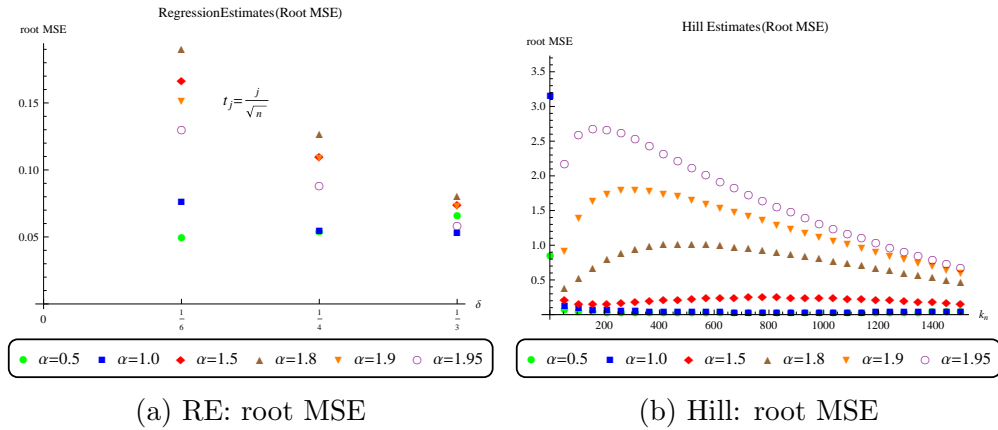 Regression Estimates (Root MSE)
root MSE
0.15
0.10
0.05
t_j = j/√n
0
1/6
1/4
1/3
δ
α=0.5 α=1.0 α=1.5 α=1.8 α=1.9 α=1.95
(a) RE: root MSE
Hill Estimates (Root MSE)
root MSE
3.5
3.0
2.5
2.0
1.5
1.0
0.5
200 400 600 800 1000 1200 1400
k_n
α=0.5 α=1.0 α=1.5 α=1.8 α=1.9 α=1.95
(b) Hill: root MSE